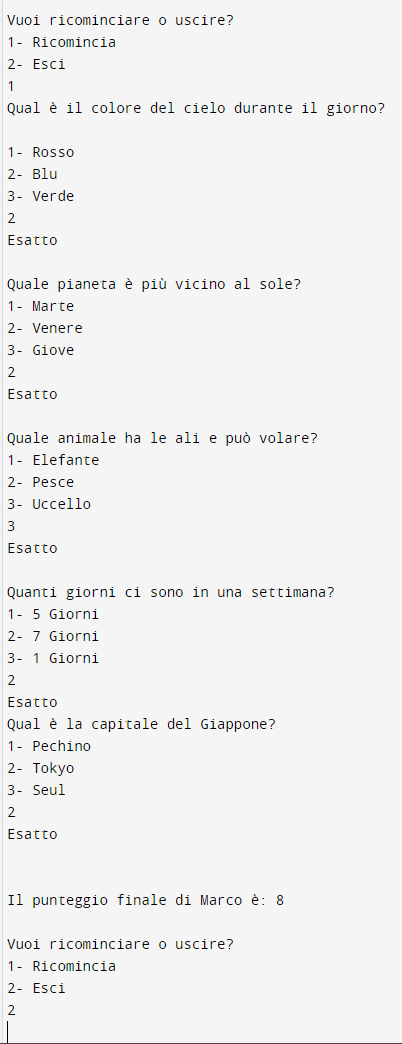 Vuoi ricominciare o uscire?
1- Ricomincia
2- Esci
1
Qual è il colore del cielo durante il giorno?
1- Rosso
2- Blu
3- Verde
2
Esatto
Quale pianeta è più vicino al sole?
1- Marte
2- Venere
3- Giove
2
Esatto
Quale animale ha le ali e può volare?
1- Elefante
2- Pesce
3- Uccello
3
Esatto
Quanti giorni ci sono in una settimana?
1- 5 Giorni
2- 7 Giorni
3- 1 Giorni
2
Esatto
Qual è la capitale del Giappone?
1- Pechino
2- Tokyo
3- Seul
2
Esatto
Il punteggio finale di Marco è: 8
Vuoi ricominciare o uscire?
1- Ricomincia
2- Esci
2